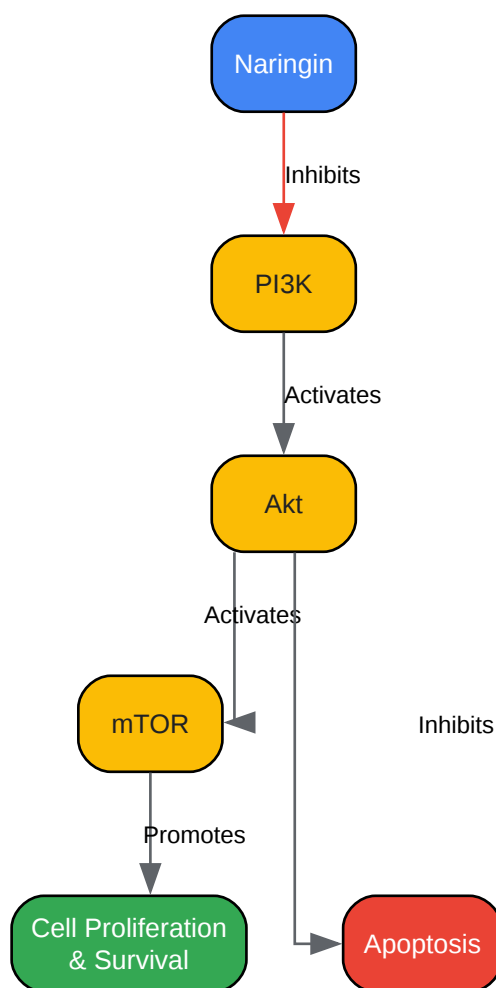 Naringin
Inhibits
PI3K
Activates
Akt
Activates
mTOR
Inhibits
Promotes
Cell Proliferation
& Survival
Apoptosis